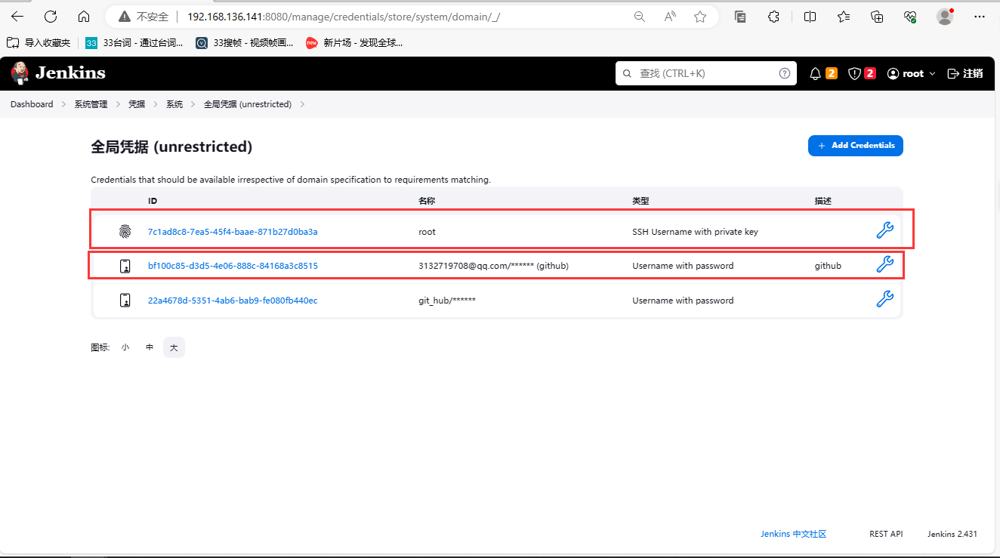 不安全 192.168.136.141:8080/manage/credentials/store/system/domain/_/
导入收藏夹 33 33台词 - 通过台词... 33搜帧 - 视频帧画... new 新片场 - 发现全球...
Jenkins 查找 (CTRL+K) 2 2 root 注销
Dashboard 系统管理 凭据 系统 全局凭据 (unrestricted)
全局凭据 (unrestricted) + Add Credentials
Credentials that should be available irrespective of domain specification to requirements matching.
ID 名称 类型 描述
7c1ad8c8-7ea5-45f4-baae-871b27d0ba3a root SSH Username with private key
bf100c85-d3d5-4e06-888c-84168a3c8515 3132719708@qq.com/****** (github) Username with password github
22a4678d-5351-4ab6-bab9-fe080fb440ec git_hub/****** Username with password
图标: 小 中 大
Jenkins 中文社区 REST API Jenkins 2.431